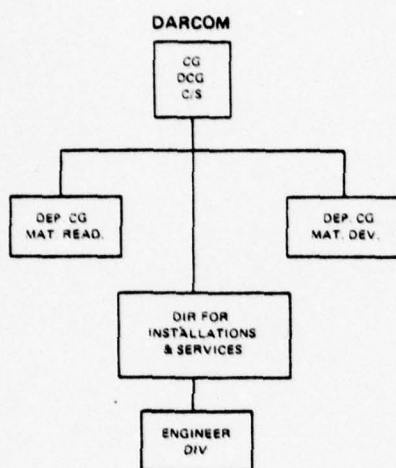 DARCOM
CG
DCG
C/S
DEP. CG
MAT. READ.
DEP. CG
MAT. DEV.
DIR FOR
INSTALLATIONS
& SERVICES
ENGINEER
DIV